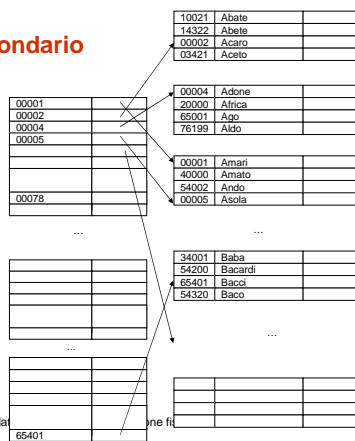 ondario
10021 Abate
14322 Abete
00002 Acaro
03421 Aceto
00004 Adone
20000 Africa
65001 Ago
76199 Aldo
00001
00002
00004
00005
00078
...
00001 Amari
40000 Amato
54002 Ando
00005 Asola
...
34001 Baba
54200 Bacardi
65401 Bacci
54320 Baco
...
...
65401